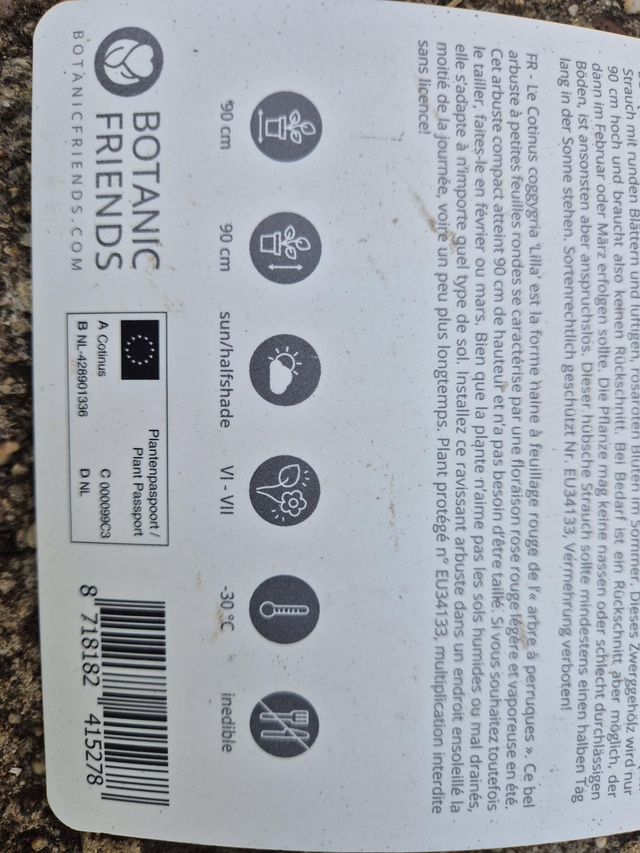 Strauch mit runden Blättern und luftigen, rosaroten Blüten im Sommer! Dieses Zwerggehölz wird nur
90 cm hoch und braucht also keinen Rückschnitt. Bei Bedarf ist ein Rückschnitt aber möglich, der
dann im Februar oder März erfolgen sollte. Die Pflanze mag keine nassen oder schlecht durchlässigen
Böden, ist ansonsten aber anspruchslos. Dieser hübsche Strauch sollte mindestens einen halben Tag
lang in der Sonne stehen. Sortenrechtlich geschützt Nr. EU34133, Vermehrung verboten!
FR - Le Cotinus coggygria 'Lilla' est la forme naine à feuillage rouge de l'« arbre à perruques ». Ce bel
arbuste à petites feuilles rondes se caractérise par une floraison rose rouge légère et vaporeuse en été.
Cet arbuste compact atteint 90 cm de hauteur et n'a pas besoin d'être taillé. Si vous souhaitez toutefois
le tailler, faites-le en février ou mars. Bien que la plante n'aime pas les sols humides ou mal drainés,
elle s'adapte à n'importe quel type de sol. Installez ce ravissant arbuste dans un endroit ensoleillé la
moitié de la journée, voire un peu plus longtemps. Plant protégé n° EU34133, multiplication interdite
sans licence!
90 cm
90 cm
sun/halfshade
VI - VII
-30 °C
inedible
BOTANIC
FRIENDS
BOTANICFRIENDS.COM
Plantenpaspoort /
Plant Passport
A Cotinus
C 000099C3
B NL-428901336
D NL
8 718182 415278